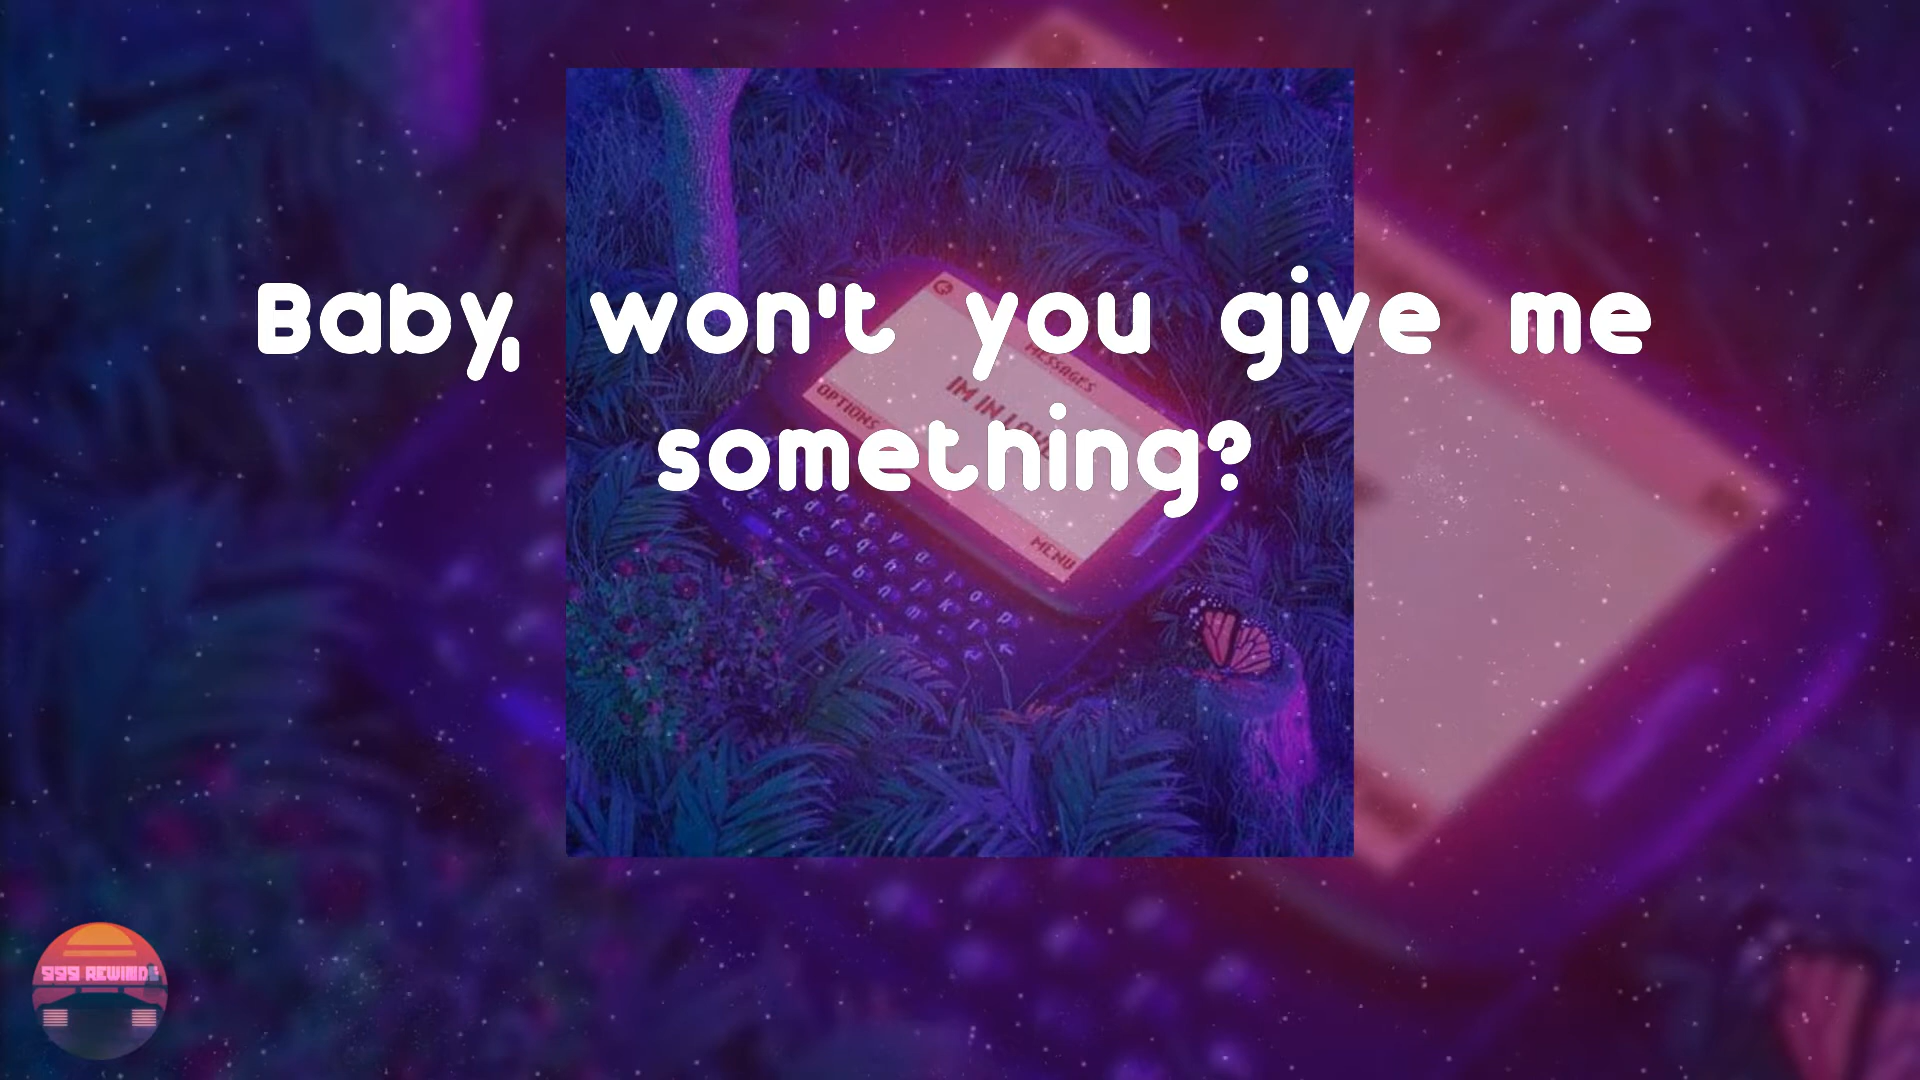 Baby, won't you give me
something?
MESSAGES
IM IN LOVE
OPTIONS
MENU
999 REWIND